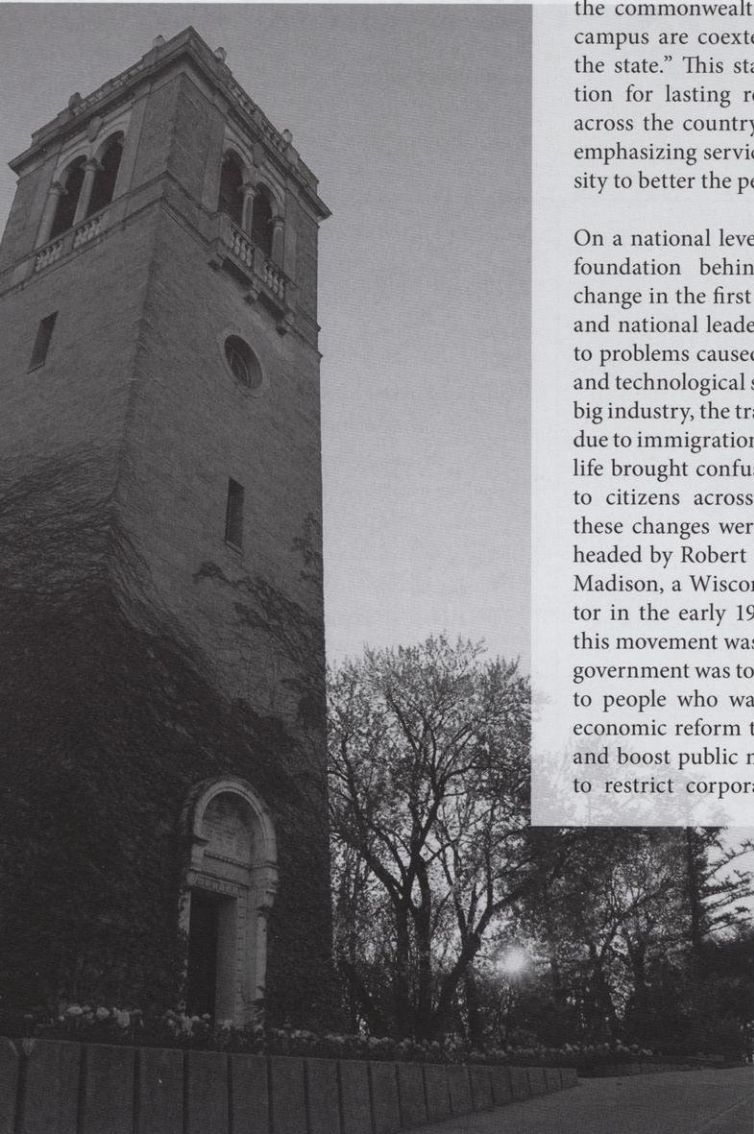 the commonwealt
campus are coexte
the state.” This sta
tion for lasting re
across the country
emphasizing servic
sity to better the pe
On a national leve
foundation behin
change in the first
and national leade
to problems caused
and technological s
big industry, the tra
due to immigration
life brought confus
to citizens across
these changes wer
headed by Robert
Madison, a Wiscon
tor in the early 19
this movement was
government was to
to people who wa
economic reform t
and boost public m
to restrict corpora